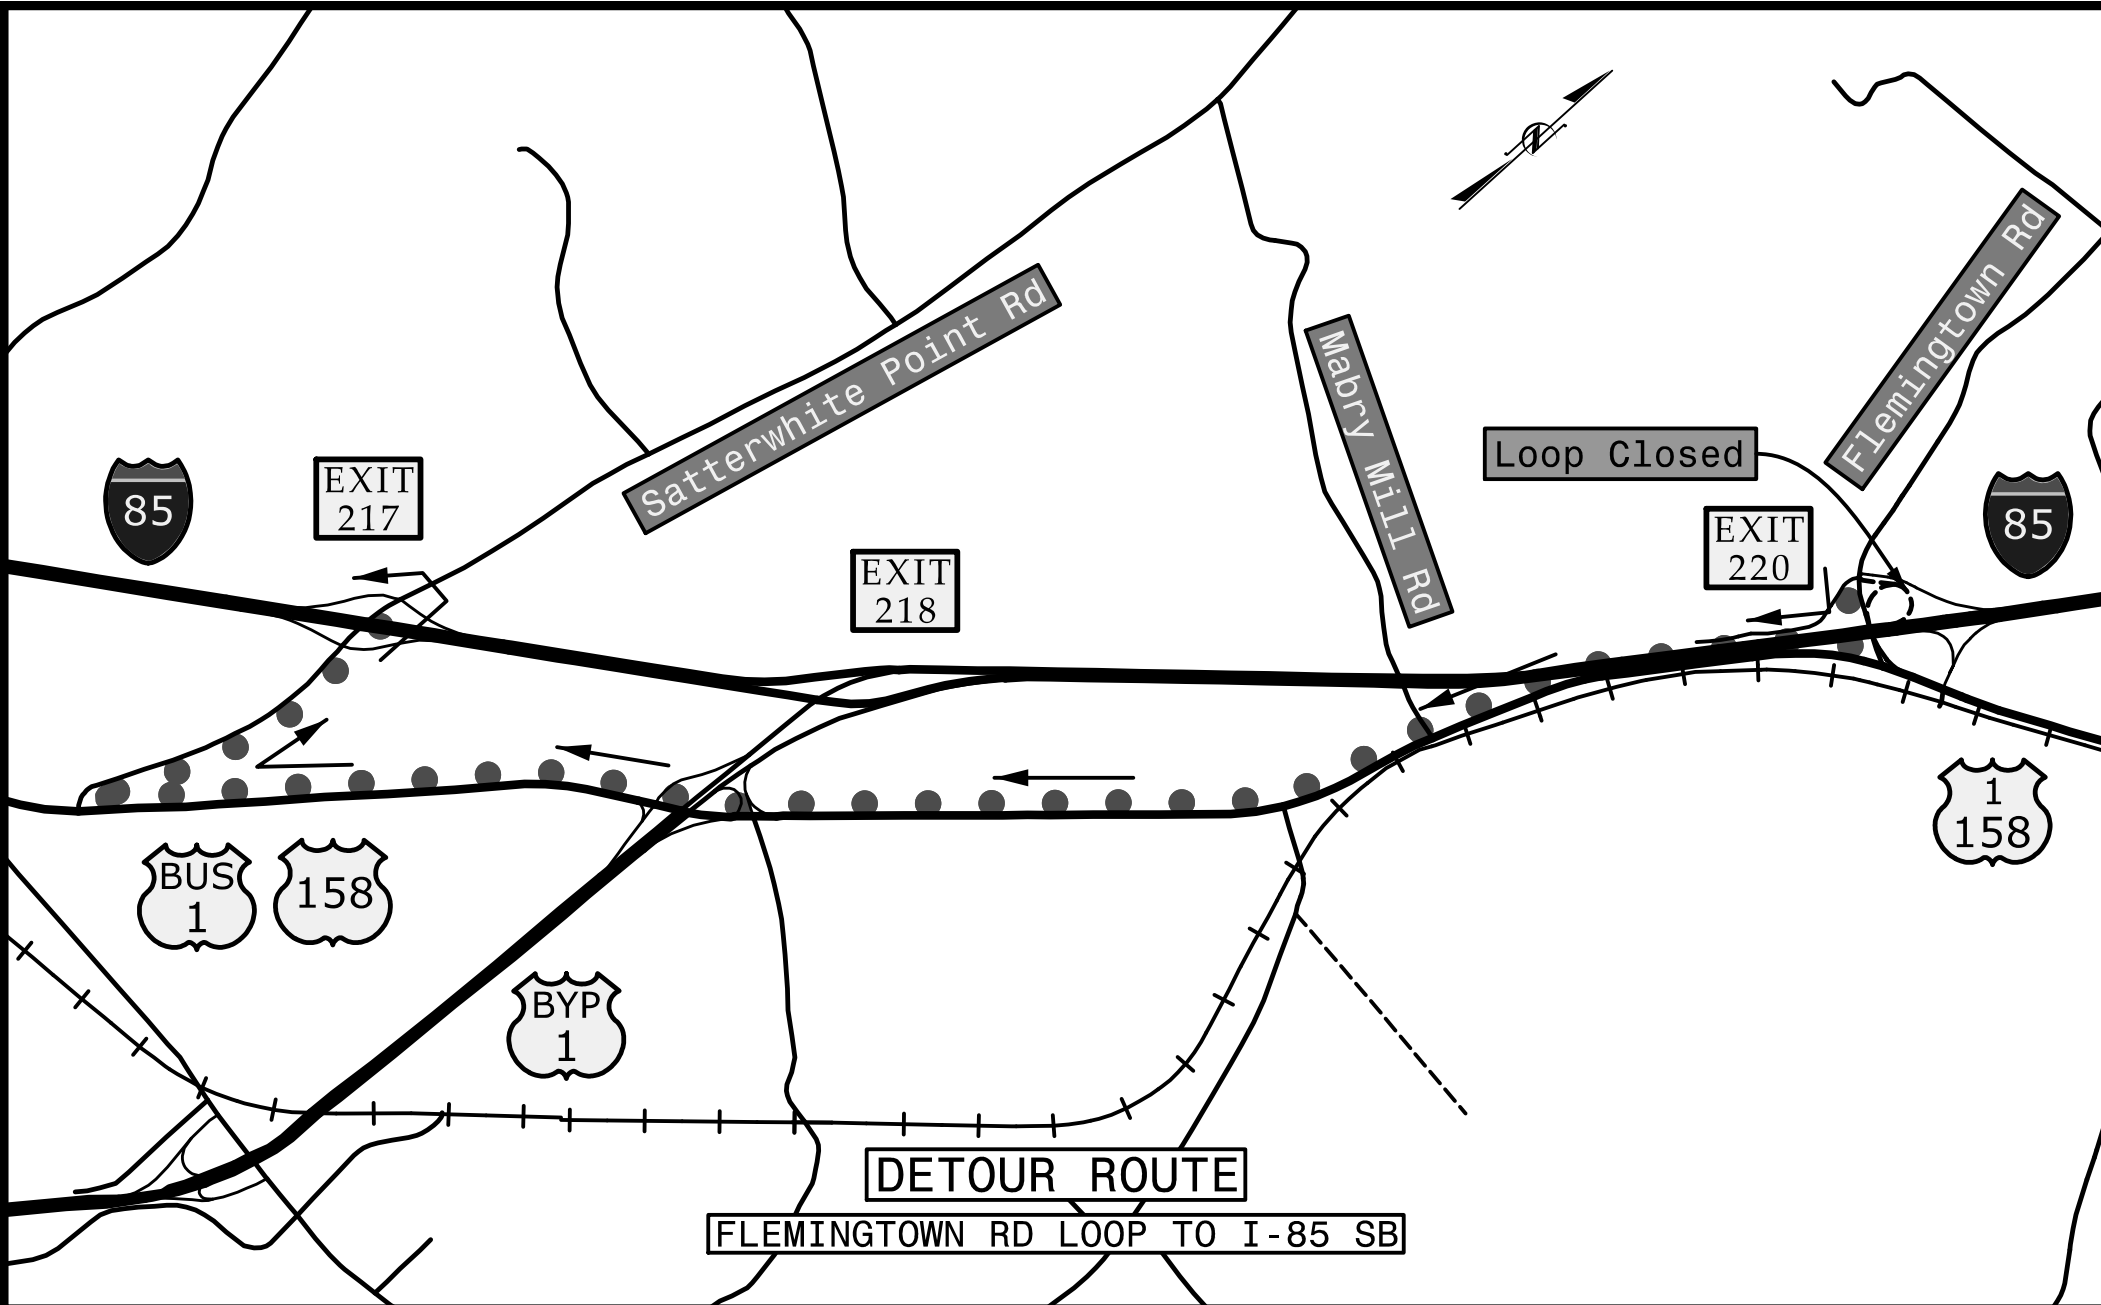 N
Flemingtown Rd
Satterwhite Point Rd
Mabry Mill Rd
Loop Closed
85
EXIT
217
EXIT
220
85
EXIT
218
1
158
BUS
1
158
BYP
1
DETOUR ROUTE
FLEMINGTOWN RD LOOP TO I-85 SB